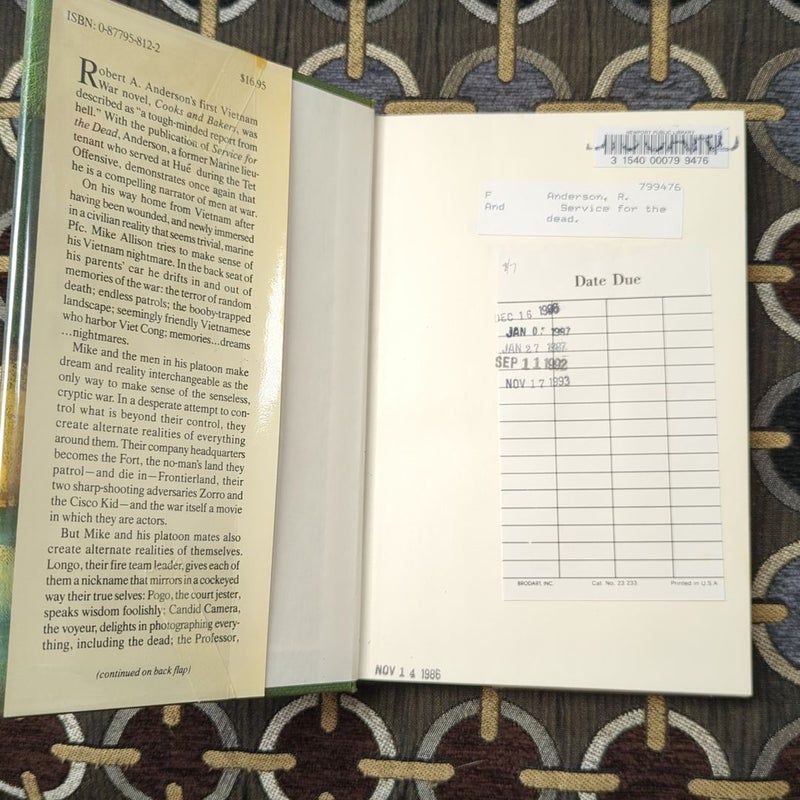 ISBN: 0-87795-812-2
$16.95
Robert A. Anderson's first Vietnam
War novel, Cooks and Bakers, was
described as "a tough-minded report from
hell." With the publication of Service for
the Dead, Anderson, a former Marine lieu-
tenant who served at Hué during the Tet
Offensive, demonstrates once again that
he is a compelling narrator of men at war.
On his way home from Vietnam after
having been wounded, and newly immersed
in a civilian reality that seems trivial, marine
Pfc. Mike Allison tries to make sense of
his Vietnam nightmare. In the back seat of
his parents' car he drifts in and out of
memories of the war: the terror of random
death; endless patrols; the booby-trapped
landscape; seemingly friendly Vietnamese
who harbor Viet Cong; memories...dreams
...nightmares.
Mike and the men in his platoon make
dream and reality interchangeable as the
only way to make sense of the senseless,
cryptic war. In a desperate attempt to con-
trol what is beyond their control, they
create alternate realities of everything
around them. Their company headquarters
becomes the Fort, the no-man's land they
patrol—and die in—Frontierland, their
two sharp-shooting adversaries Zorro and
the Cisco Kid—and the war itself a movie
in which they are actors.
But Mike and his platoon mates also
create alternate realities of themselves.
Longo, their fire team leader, gives each of
them a nickname that mirrors in a cockeyed
way their true selves: Pogo, the court jester,
speaks wisdom foolishly; Candid Camera,
the voyeur, delights in photographing every-
thing, including the dead; the Professor,
(continued on back flap)
NEWPORT PUBLIC LIBRARY
3 1540 00079 9476
799476
F Anderson, R.
And Service for the
dead.
Date Due
DEC 16
JAN 0
JAN 27 1987
SEP 11 1992
NOV 17 1993
BRODART, INC. Cat. No. 23 233 Printed in U.S.A.
NOV 14 1986